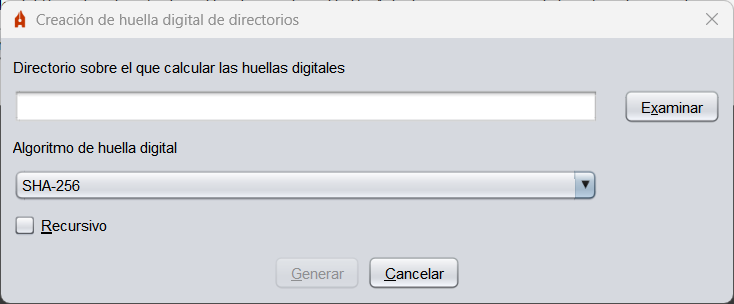 Creación de huella digital de directorios
Directorio sobre el que calcular las huellas digitales
Examinar
Algoritmo de huella digital
SHA-256
Recursivo
Generar Cancelar